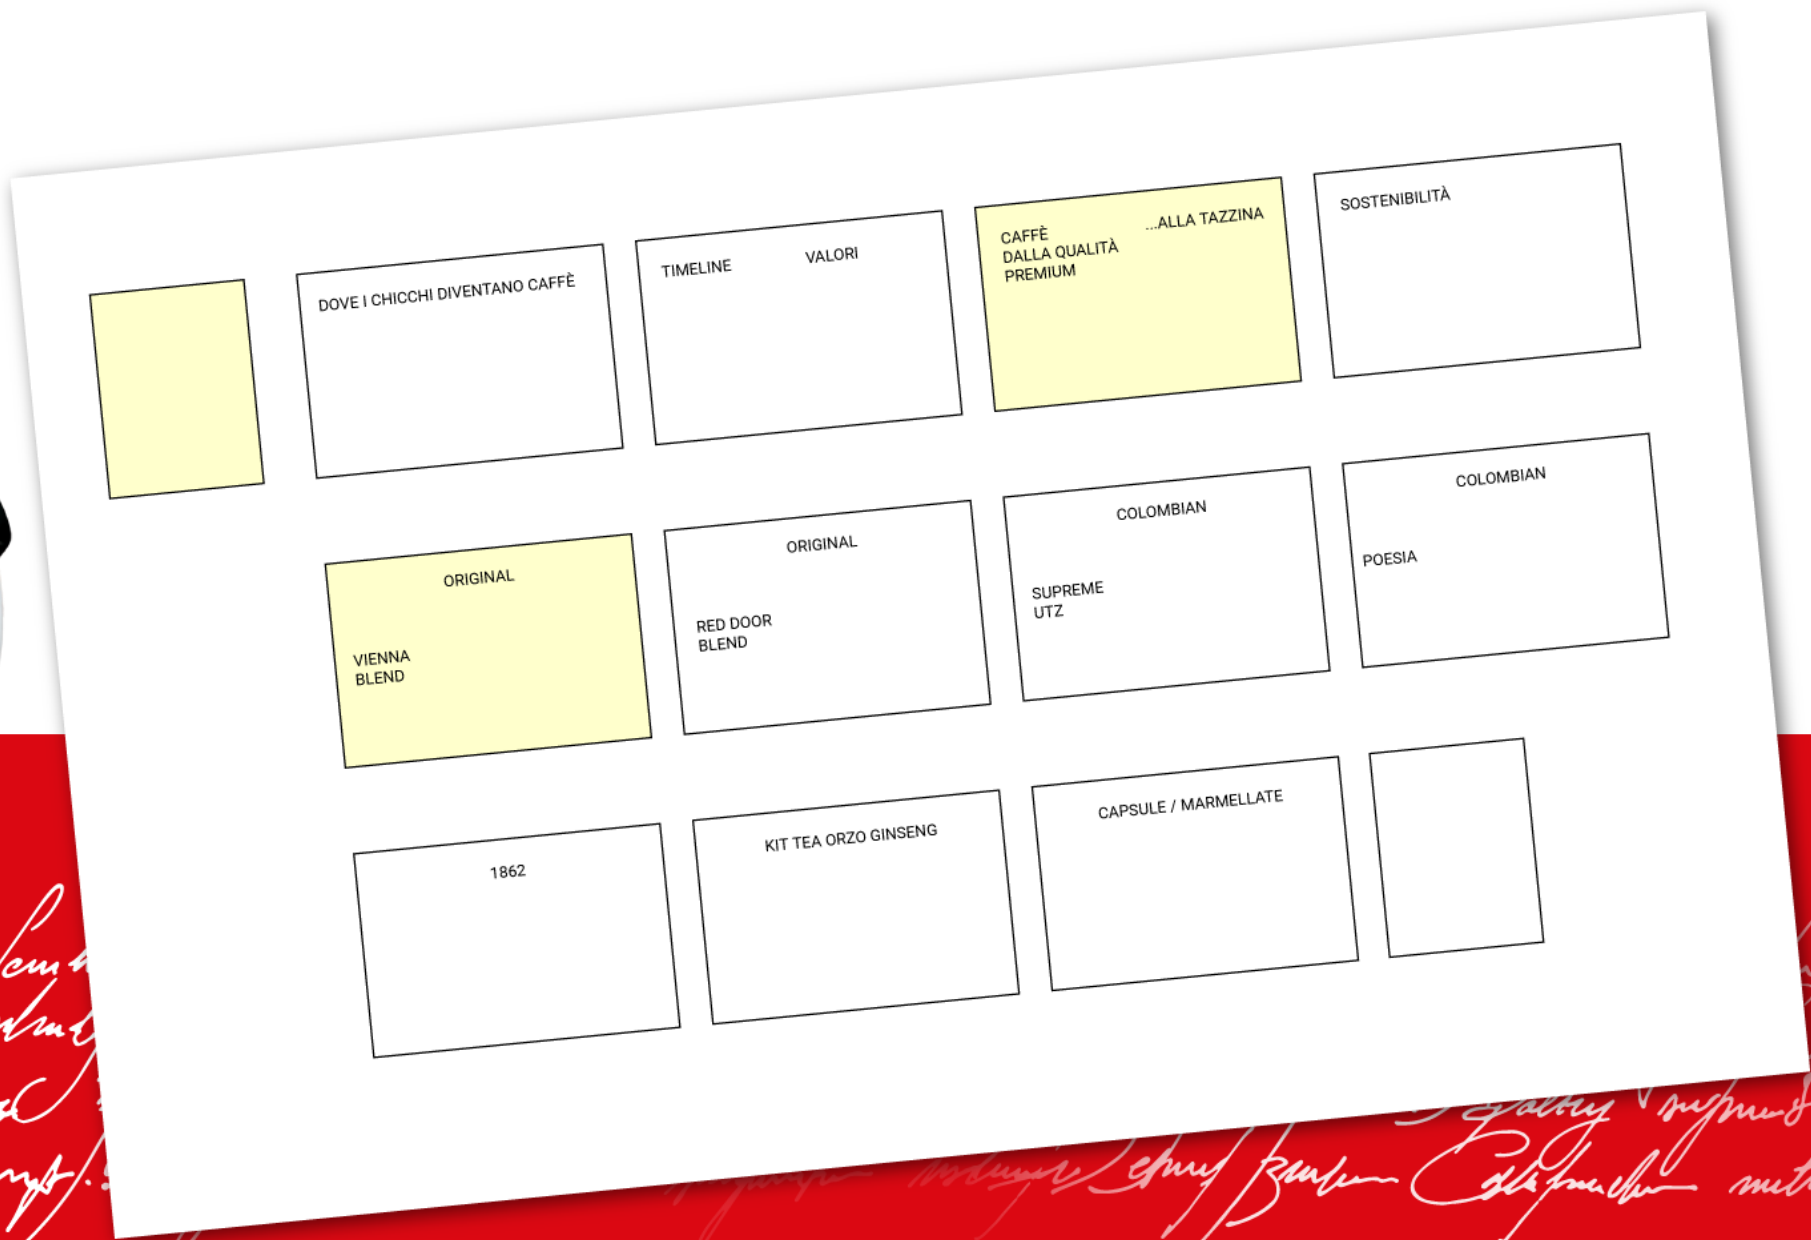 DOVE I CHICCHI DIVENTANO CAFFÈ
TIMELINE
VALORI
CAFFÈ
DALLA QUALITÀ
PREMIUM
...ALLA TAZZINA
SOSTENIBILITÀ
ORIGINAL
VIENNA
BLEND
ORIGINAL
RED DOOR
BLEND
COLOMBIAN
SUPREME
UTZ
COLOMBIAN
POESIA
1862
KIT TEA ORZO GINSENG
CAPSULE / MARMELLATE